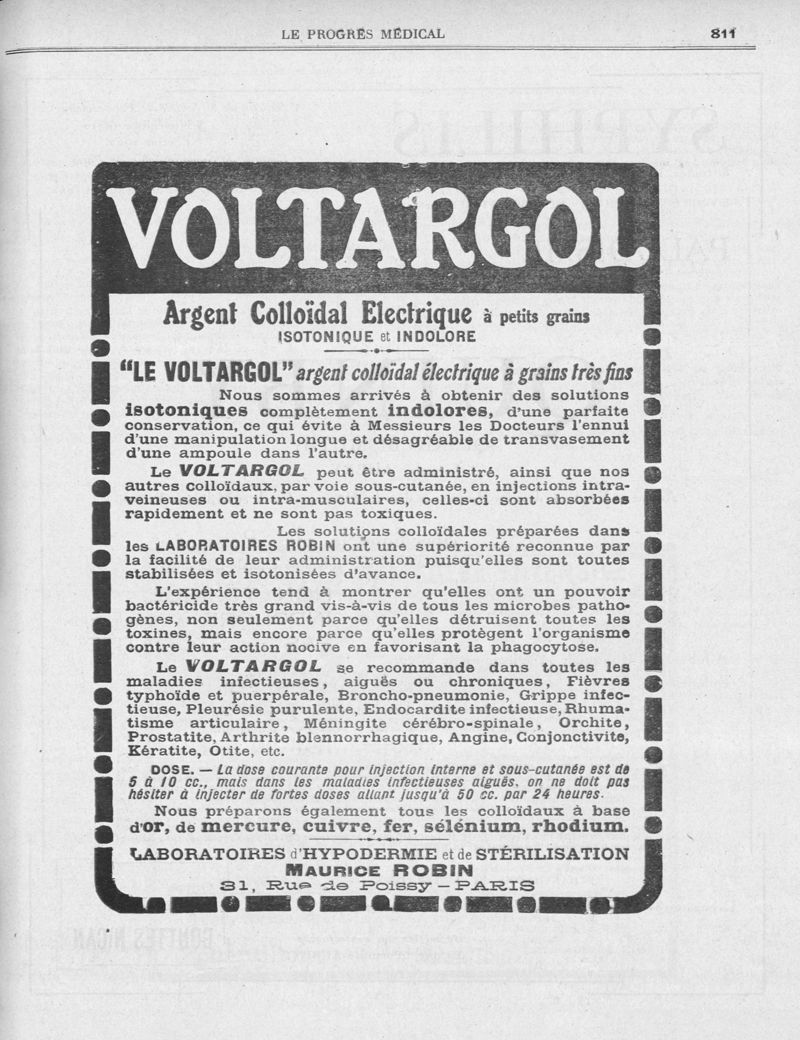 LE PROGRÈS MÉDICAL 811
VOLTARGOL
Argent Colloïdal Electrique à petits grains
ISOTONIQUE et INDOLORE
"LE VOLTARGOL" argent colloïdal électrique à grains très fins
Nous sommes arrivés à obtenir des solutions
isotoniques complètement indolores, d'une parfaite
conservation, ce qui évite à Messieurs les Docteurs l'ennui
d'une manipulation longue et désagréable de transvasement
d'une ampoule dans l'autre.
Le VOLTARGOL peut être administré, ainsi que nos
autres colloïdaux, par voie sous-cutanée, en injections intra-
veineuses ou intra-musculaires, celles-ci sont absorbées
rapidement et ne sont pas toxiques.
Les solutions colloïdales préparées dans
les LABORATOIRES ROBIN ont une supériorité reconnue par
la facilité de leur administration puisqu'elles sont toutes
stabilisées et isotonisées d'avance.
L'expérience tend à montrer qu'elles ont un pouvoir
bactéricide très grand vis-à-vis de tous les microbes patho-
gènes, non seulement parce qu'elles détruisent toutes les
toxines, mais encore parce qu'elles protègent l'organisme
contre leur action nocive en favorisant la phagocytose.
Le VOLTARGOL se recommande dans toutes les
maladies infectieuses, aiguës ou chroniques, Fièvres
typhoïde et puerpérale, Broncho-pneumonie, Grippe infec-
tieuse, Pleurésie purulente, Endocardite infectieuse, Rhuma-
tisme articulaire, Méningite cérébro-spinale, Orchite,
Prostatite, Arthrite blennorrhagique, Angine, Conjonctivite,
Kératite, Otite, etc.
DOSE. — La dose courante pour injection interne et sous-cutanée est de
5 à 10 cc., mais dans les maladies infectieuses aiguës, on ne doit pas
hésiter à injecter de fortes doses allant jusqu'à 50 cc. par 24 heures.
Nous préparons également tous les colloïdaux à base
d'or, de mercure, cuivre, fer, sélénium, rhodium.
LABORATOIRES d'HYPODERMIE et de STÉRILISATION
MAURICE ROBIN
31, Rue de Poissy — PARIS